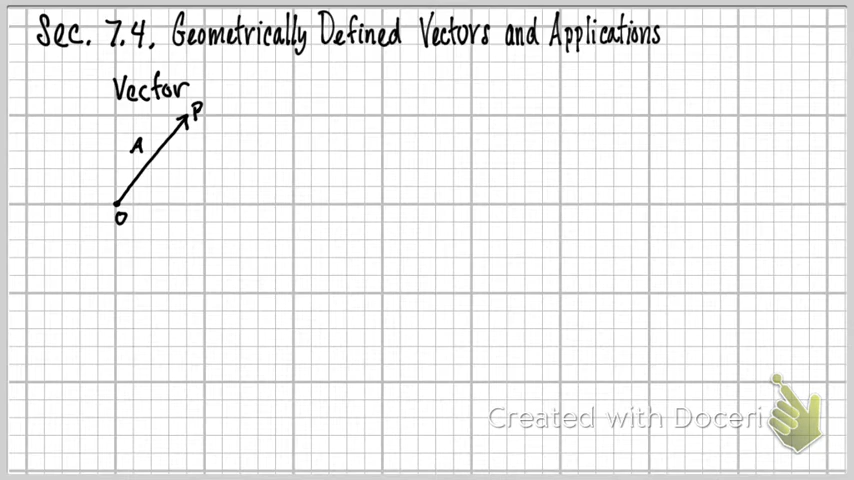 Sec. 7.4. Geometrically Defined Vectors and Applications
Vector
P
A
O
Created with Doceri